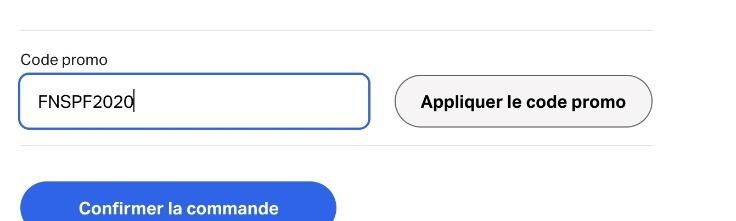 Code promo
FNSPF2020
Appliquer le code promo
Confirmer la commande